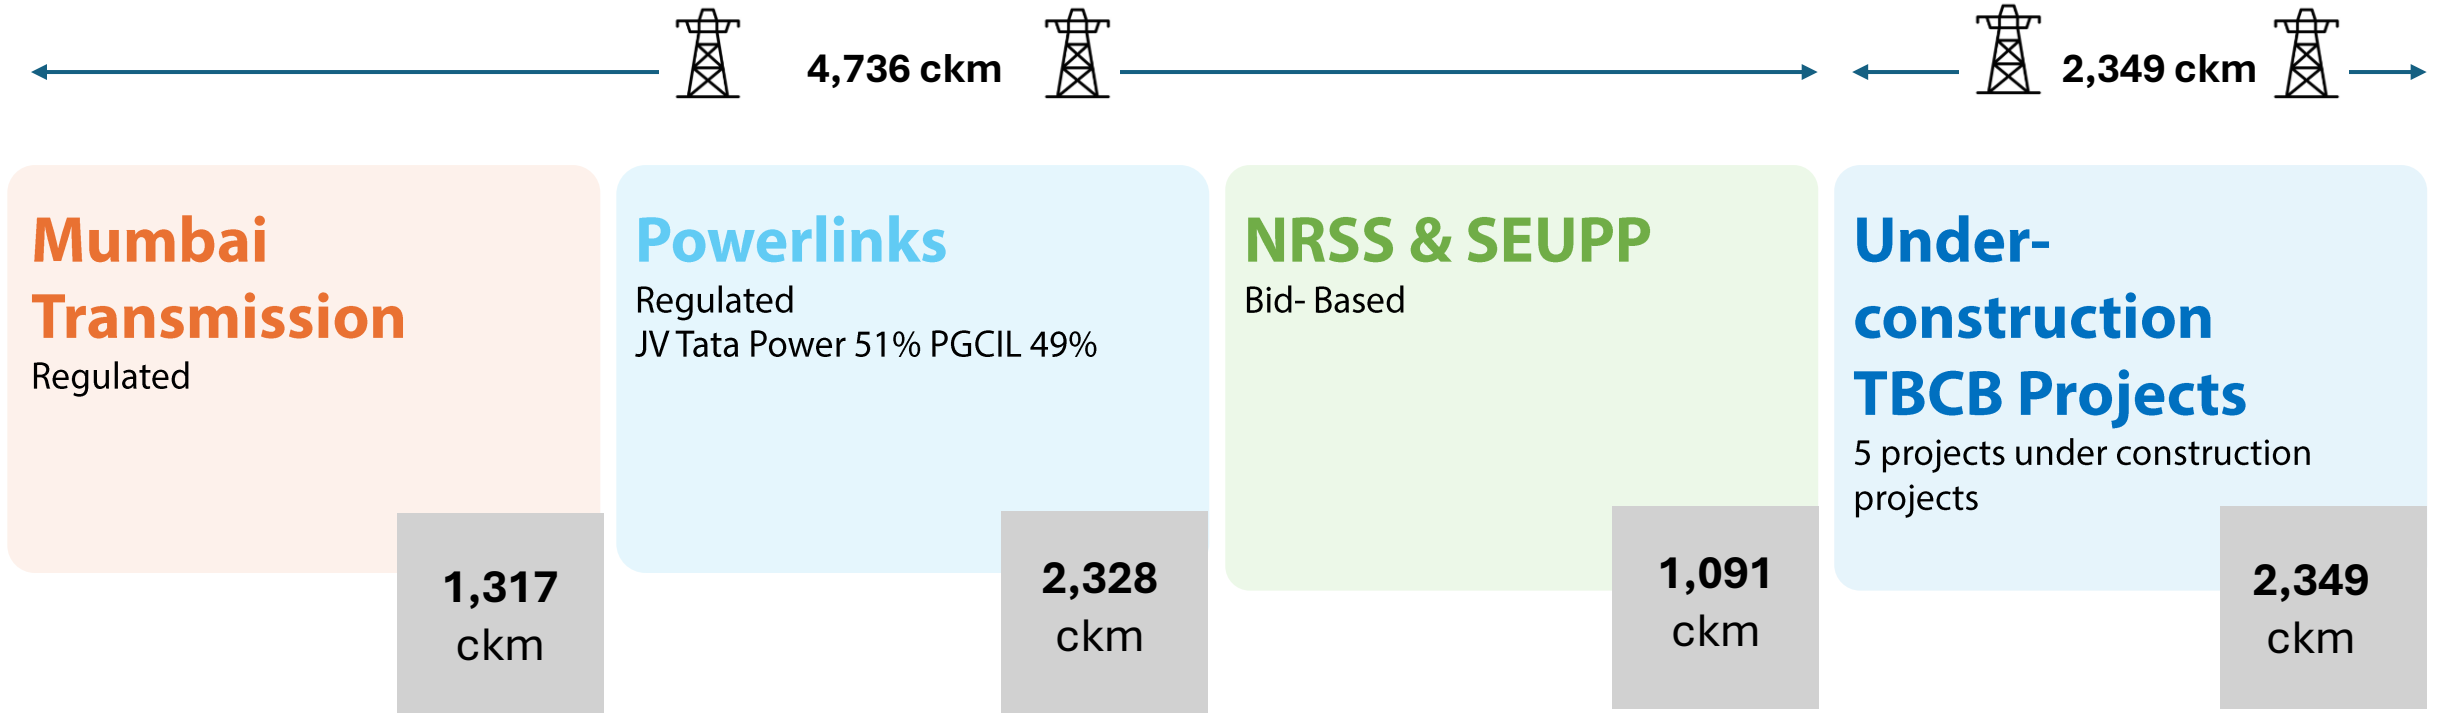 4,736 ckm
2,349 ckm
Mumbai
Transmission
Regulated
1,317
ckm
Powerlinks
Regulated
JV Tata Power 51% PGCIL 49%
2,328
ckm
NRSS & SEUPP
Bid- Based
1,091
ckm
Under-
construction
TBCB Projects
5 projects under construction
projects
2,349
ckm